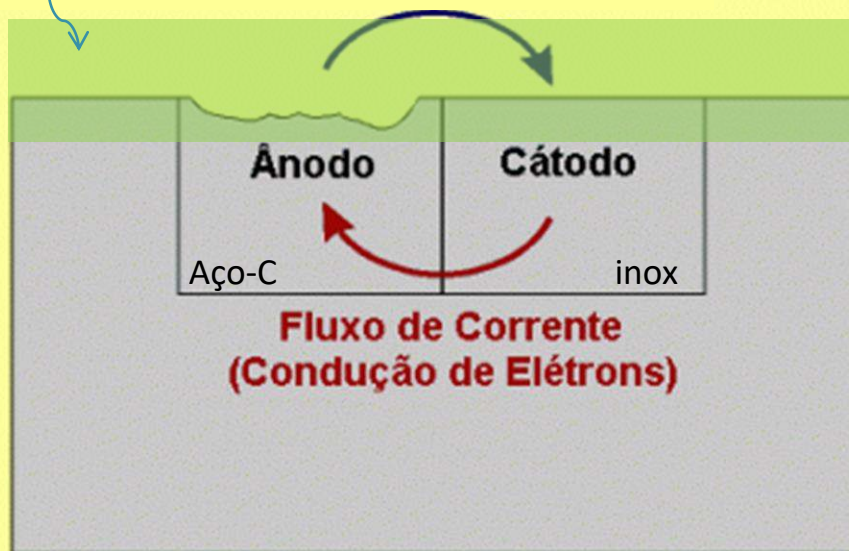 Ânodo
Cátodo
Aço-C
inox
Fluxo de Corrente
(Condução de Elétrons)